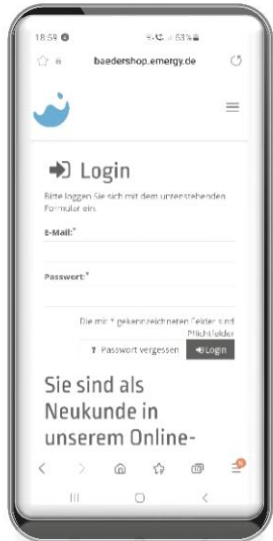 18:59
63%
baedershop.emergy.de
Login
Bitte loggen Sie sich mit dem untenstehenden
Formular ein.
E-Mail:*
Passwort:*
Die mit * gekennzeichneten Felder sind
Pflichtfelder
? Passwort vergessen
Login
Sie sind als
Neukunde in
unserem Online-